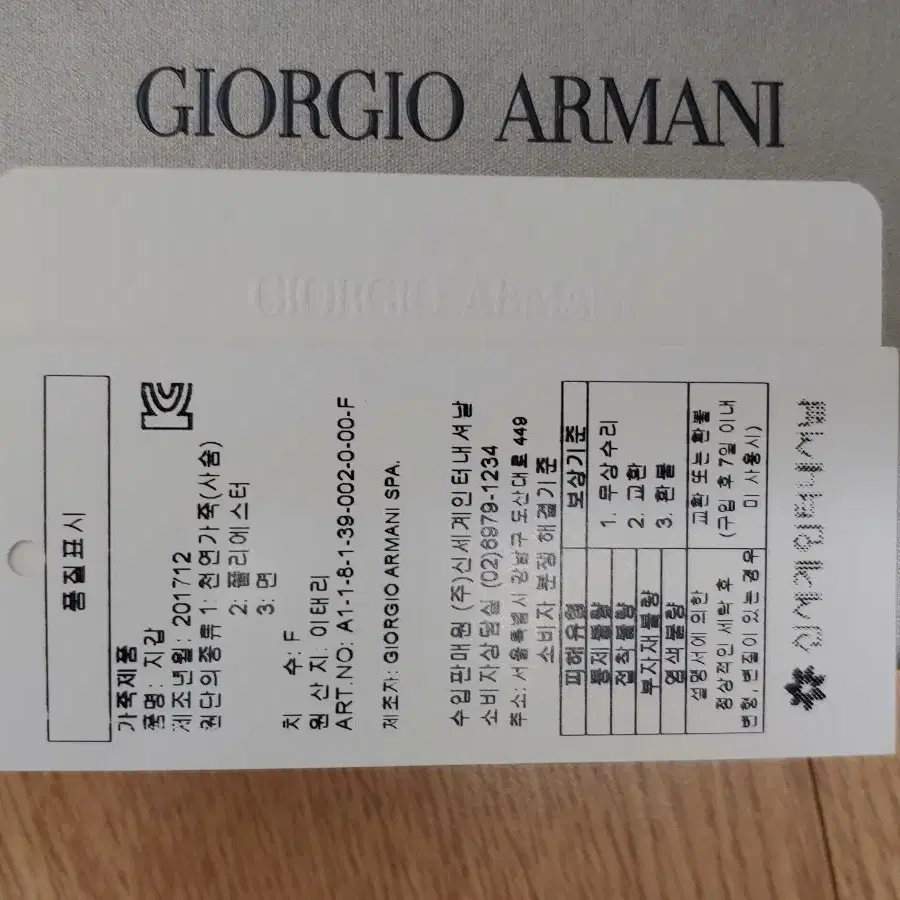 GIORGIO ARMANI
GIORGIO ARMANI
품질표시
가죽제품
품명: 지갑
제조년월: 201712
원단의종류 1: 천연가죽(사슴)
2: 폴리에스터
3: 면
치 수: F
원 산 지: 이태리
ART.NO. A1-1-8-1-39-002-0-00-F
제조자: GIORGIO ARMANI SPA.
수입판매원 (주)신세계인터내셔날
소비자상담실 (02)6979-1234
주소: 서울특별시 강남구 도산대로 449
소비자 분쟁 해결기준
피해유형 보상기준
봉제불량
접착불량
부자재불량
염색불량
1. 무상수리
2. 교환
3. 환불
설명서에 의한
정상적인 세탁 후
변형, 변질이 있는 경우
교환 또는 환불
(구입 후 7일 이내
미 사용시)